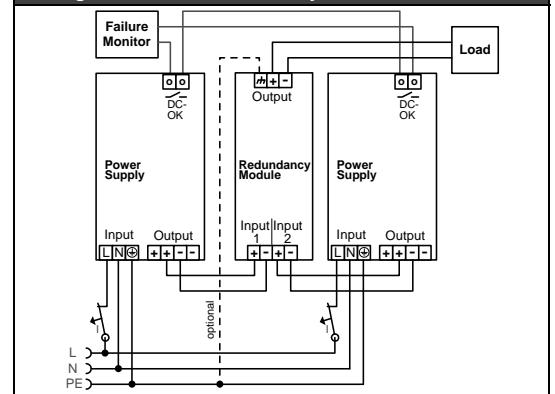 Failure
Monitor
Load
+ -
Output
DC-
OK
DC-
OK
Power
Supply
Redundancy
Module
Power
Supply
Input
Output
Input
1
Input
2
Input
Output
L N
+ + - -
+ - + -
L N
+ + - -
optional
I
I
L
N
PE